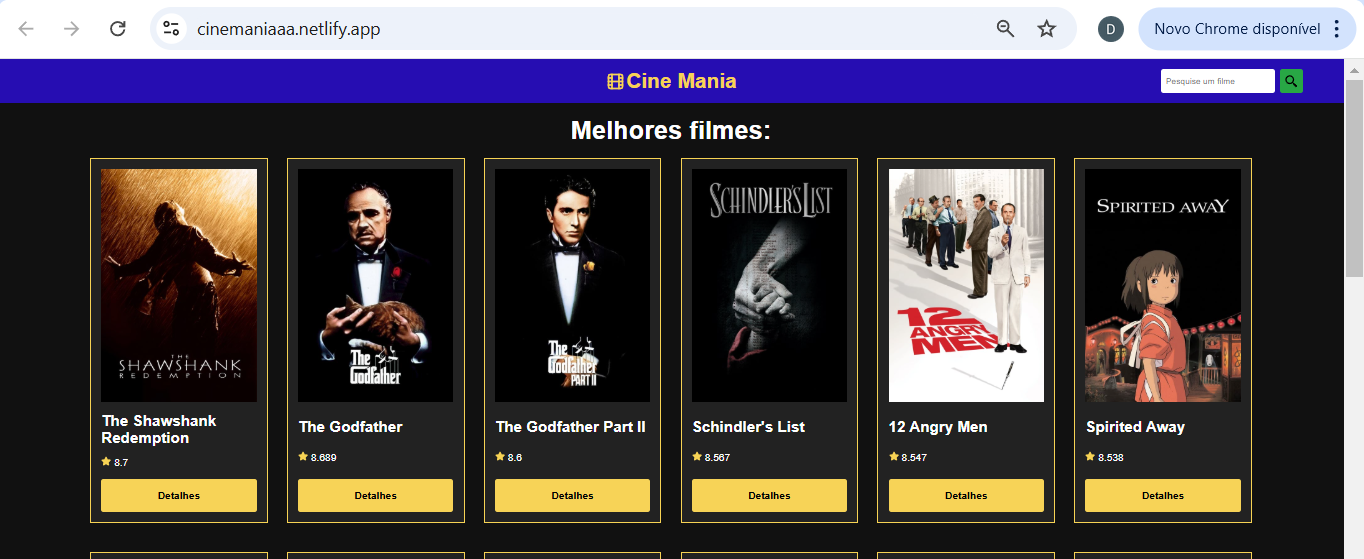 cinemaniaaa.netlify.app
D
Novo Chrome disponível
Cine Mania
Pesquise um filme
Melhores filmes:
THE
SHAWSHANK
REDEMPTION
The
Godfather
The
Godfather
PART II
SCHINDLER'S LIST
12
ANGRY
MEN
SPIRITED AWAY
The Shawshank
Redemption
8.7
Detalhes
The Godfather
8.689
Detalhes
The Godfather Part II
8.6
Detalhes
Schindler's List
8.567
Detalhes
12 Angry Men
8.547
Detalhes
Spirited Away
8.538
Detalhes